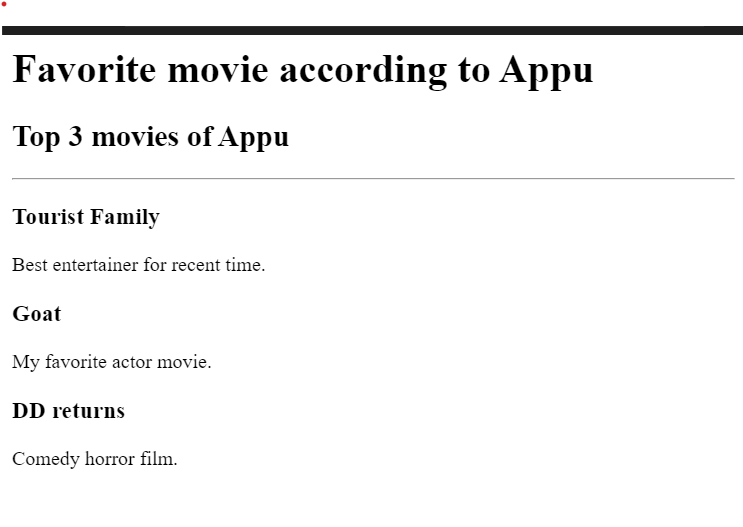 Favorite movie according to Appu
Top 3 movies of Appu
Tourist Family
Best entertainer for recent time.
Goat
My favorite actor movie.
DD returns
Comedy horror film.